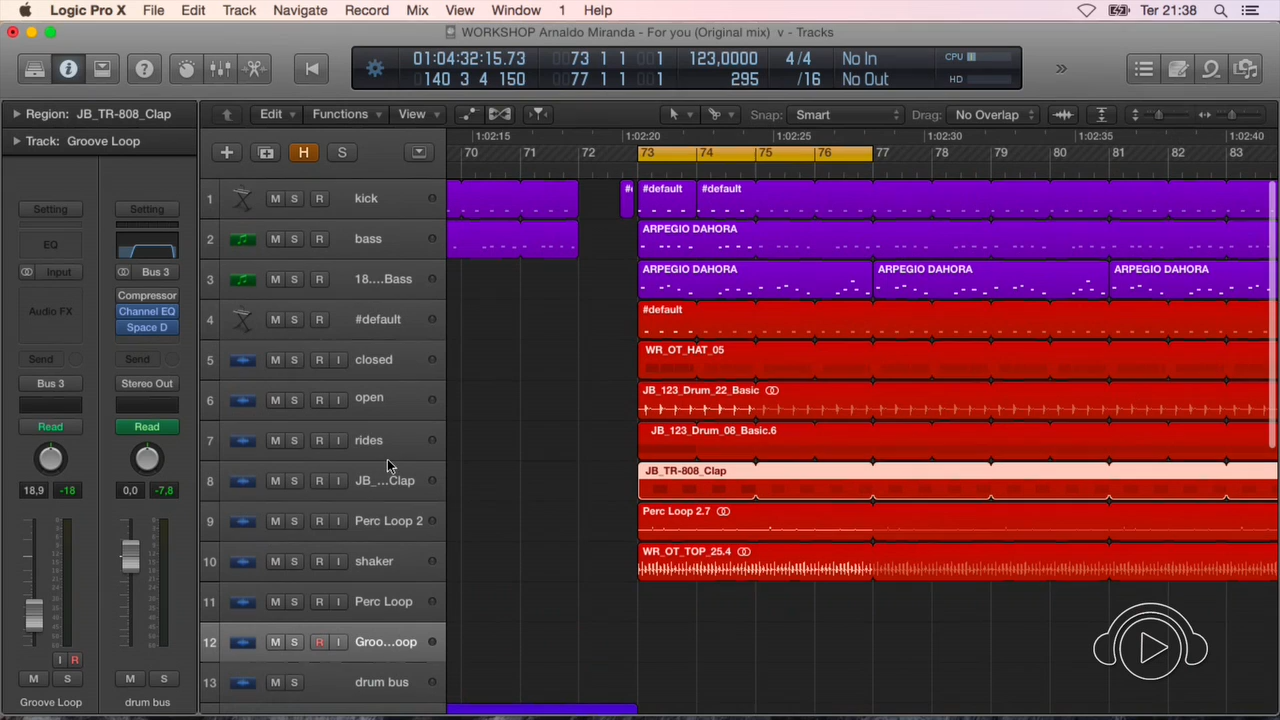 Logic Pro X File Edit Track Navigate Record Mix View Window 1 Help Ter 21:38
WORKSHOP Arnaldo Miranda - For you (Original mix) v - Tracks
01:04:32:15.73 0073 1 1 001 123,0000 4/4 No In CPU
140 3 4 150 0077 1 1 001 295 /16 No Out HD
Region: JB_TR-808_Clap Edit Functions View Snap: Smart Drag: No Overlap
Track: Groove Loop
1:02:15 1:02:20 1:02:25 1:02:30 1:02:35 1:02:40
H S 70 71 72 73 74 75 76 77 78 79 80 81 82 83
1 M S R kick #default #default
Setting Setting
2 M S R bass ARPEGIO DAHORA
EQ
Input Bus 3
3 M S R 18....Bass ARPEGIO DAHORA ARPEGIO DAHORA ARPEGIO DAHORA
Audio FX Compressor
Channel EQ
Space D
4 M S R #default #default
Send Send
5 M S R I closed WR_OT_HAT_05
Bus 3 Stereo Out
6 M S R I open JB_123_Drum_22_Basic
Read Read
7 M S R I rides JB_123_Drum_08_Basic.6
18,9 -18 0,0 -7,8
8 M S R I JB_...Clap JB_TR-808_Clap
9 M S R I Perc Loop 2 Perc Loop 2.7
10 M S R I shaker WR_OT_TOP_25.4
11 M S R I Perc Loop
12 M S R I Groo...oop
I R
M S M S
13 M S drum bus
Groove Loop drum bus